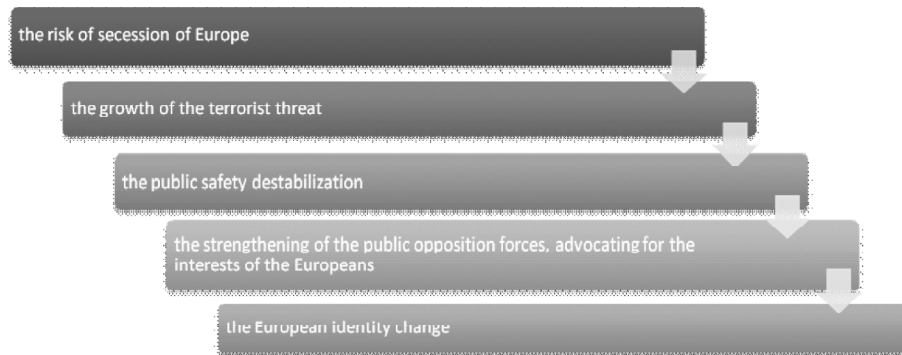 the risk of secession of Europe
the growth of the terrorist threat
the public safety destabilization
the strengthening of the public opposition forces, advocating for the
interests of the Europeans
the European identity change